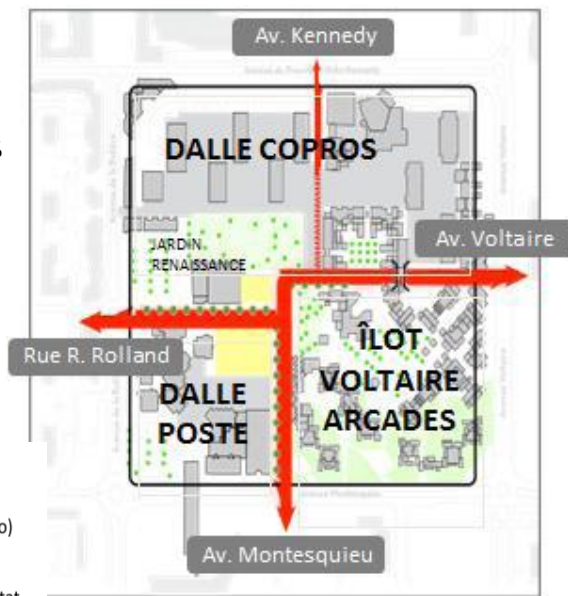 Av. Kennedy
DALLE COPROS
JARDIN
RENAISSANCE
Av. Voltaire
Rue R. Rolland
ÎLOT
VOLTAIRE
ARCADES
DALLE
POSTE
Av. Montesquieu